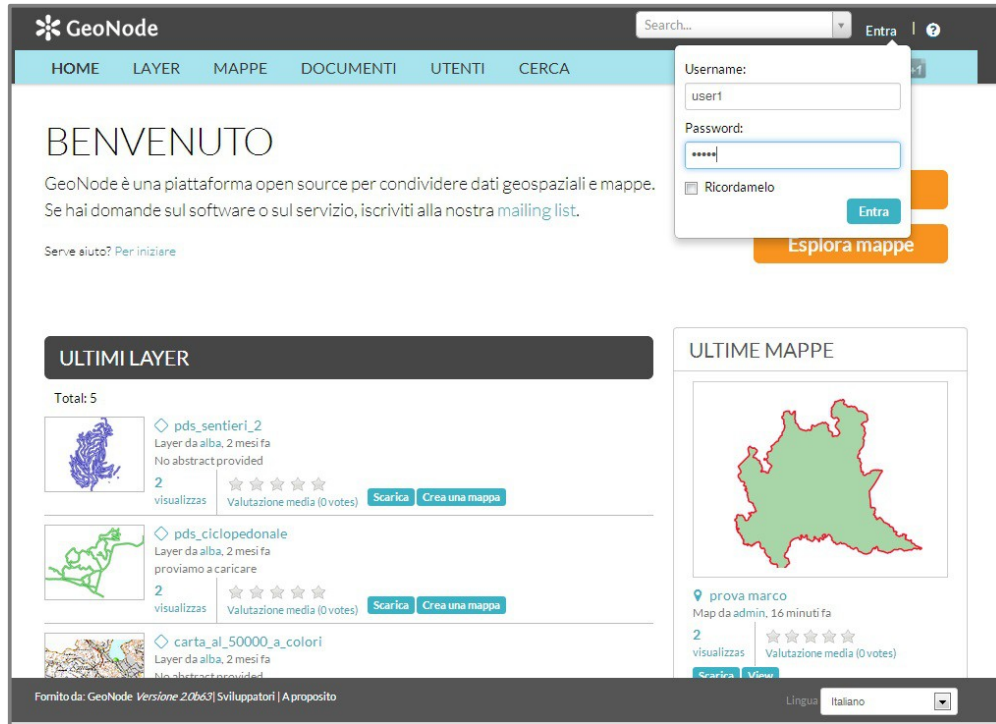 GeoNode
Search...
Entra | ?
HOME LAYER MAPPE DOCUMENTI UTENTI CERCA
+1
Username:
user1
Password:
•••••
Ricordamelo
Entra
BENVENUTO
GeoNode è una piattaforma open source per condividere dati geospaziali e mappe.
Se hai domande sul software o sul servizio, iscriviti alla nostra mailing list.
Serve aiuto? Per iniziare
Esplora mappe
ULTIMI LAYER
Total: 5
pds_sentieri_2
Layer da alba, 2 mesi fa
No abstract provided
2
visualizzas
Valutazione media (0 votes)
Scarica Crea una mappa
pds_ciclopedonale
Layer da alba, 2 mesi fa
proviamo a caricare
2
visualizzas
Valutazione media (0 votes)
Scarica Crea una mappa
carta_al_50000_a_colori
Layer da alba, 2 mesi fa
No abstract provided
ULTIME MAPPE
prova marco
Map da admin, 16 minuti fa
2
visualizzas
Valutazione media (0 votes)
Scarica View
Fornito da: GeoNode Versione 2.0b63| Sviluppatori | A proposito
Lingua Italiano